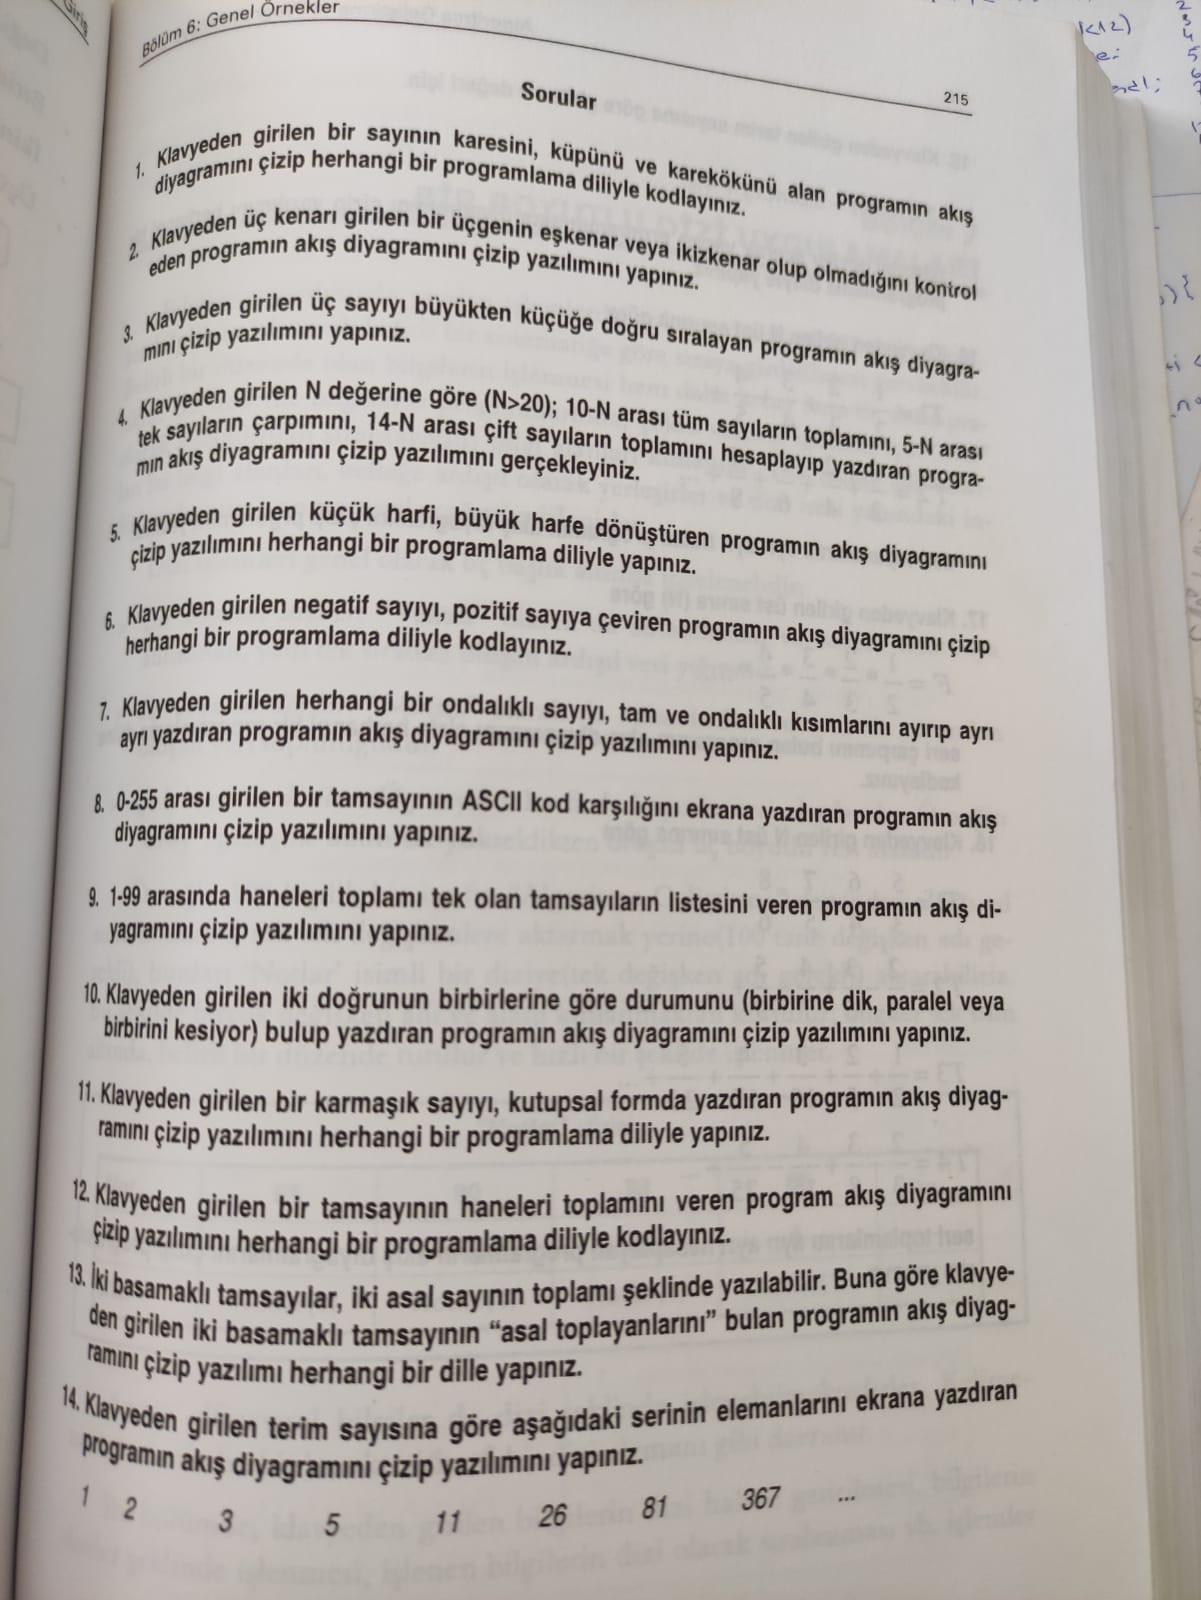 Giriş
Bölüm 6: Genel Örnekler
215
Sorular
1. Klavyeden girilen bir sayının karesini, küpünü ve karekökünü alan programın akış
diyagramını çizip herhangi bir programlama diliyle kodlayınız.
2. Klavyeden üç kenarı girilen bir üçgenin eşkenar veya ikizkenar olup olmadığını kontrol
eden programın akış diyagramını çizip yazılımını yapınız.
3. Klavyeden girilen üç sayıyı büyükten küçüğe doğru sıralayan programın akış diyagra-
mını çizip yazılımını yapınız.
4. Klavyeden girilen N değerine göre (N>20); 10-N arası tüm sayıların toplamını, 5-N arası
tek sayıların çarpımını, 14-N arası çift sayıların toplamını hesaplayıp yazdıran progra-
mın akış diyagramını çizip yazılımını gerçekleyiniz.
5. Klavyeden girilen küçük harfi, büyük harfe dönüştüren programın akış diyagramını
çizip yazılımını herhangi bir programlama diliyle yapınız.
6. Klavyeden girilen negatif sayıyı, pozitif sayıya çeviren programın akış diyagramını çizip
herhangi bir programlama diliyle kodlayınız.
7. Klavyeden girilen herhangi bir ondalıklı sayıyı, tam ve ondalıklı kısımlarını ayırıp ayrı
ayrı yazdıran programın akış diyagramını çizip yazılımını yapınız.
8. 0-255 arası girilen bir tamsayının ASCII kod karşılığını ekrana yazdıran programın akış
diyagramını çizip yazılımını yapınız.
9. 1-99 arasında haneleri toplamı tek olan tamsayıların listesini veren programın akış di-
yagramını çizip yazılımını yapınız.
10. Klavyeden girilen iki doğrunun birbirlerine göre durumunu (birbirine dik, paralel veya
birbirini kesiyor) bulup yazdıran programın akış diyagramını çizip yazılımını yapınız.
11. Klavyeden girilen bir karmaşık sayıyı, kutupsal formda yazdıran programın akış diyag-
ramını çizip yazılımını herhangi bir programlama diliyle yapınız.
12. Klavyeden girilen bir tamsayının haneleri toplamını veren program akış diyagramını
çizip yazılımını herhangi bir programlama diliyle kodlayınız.
13. İki basamaklı tamsayılar, iki asal sayının toplamı şeklinde yazılabilir. Buna göre klavye-
den girilen iki basamaklı tamsayının “asal toplayanlarını” bulan programın akış diyag-
ramını çizip yazılımı herhangi bir dille yapınız.
14. Klavyeden girilen terim sayısına göre aşağıdaki serinin elemanlarını ekrana yazdıran
programın akış diyagramını çizip yazılımını yapınız.
1 2 3 5 11 26 81 367 ...